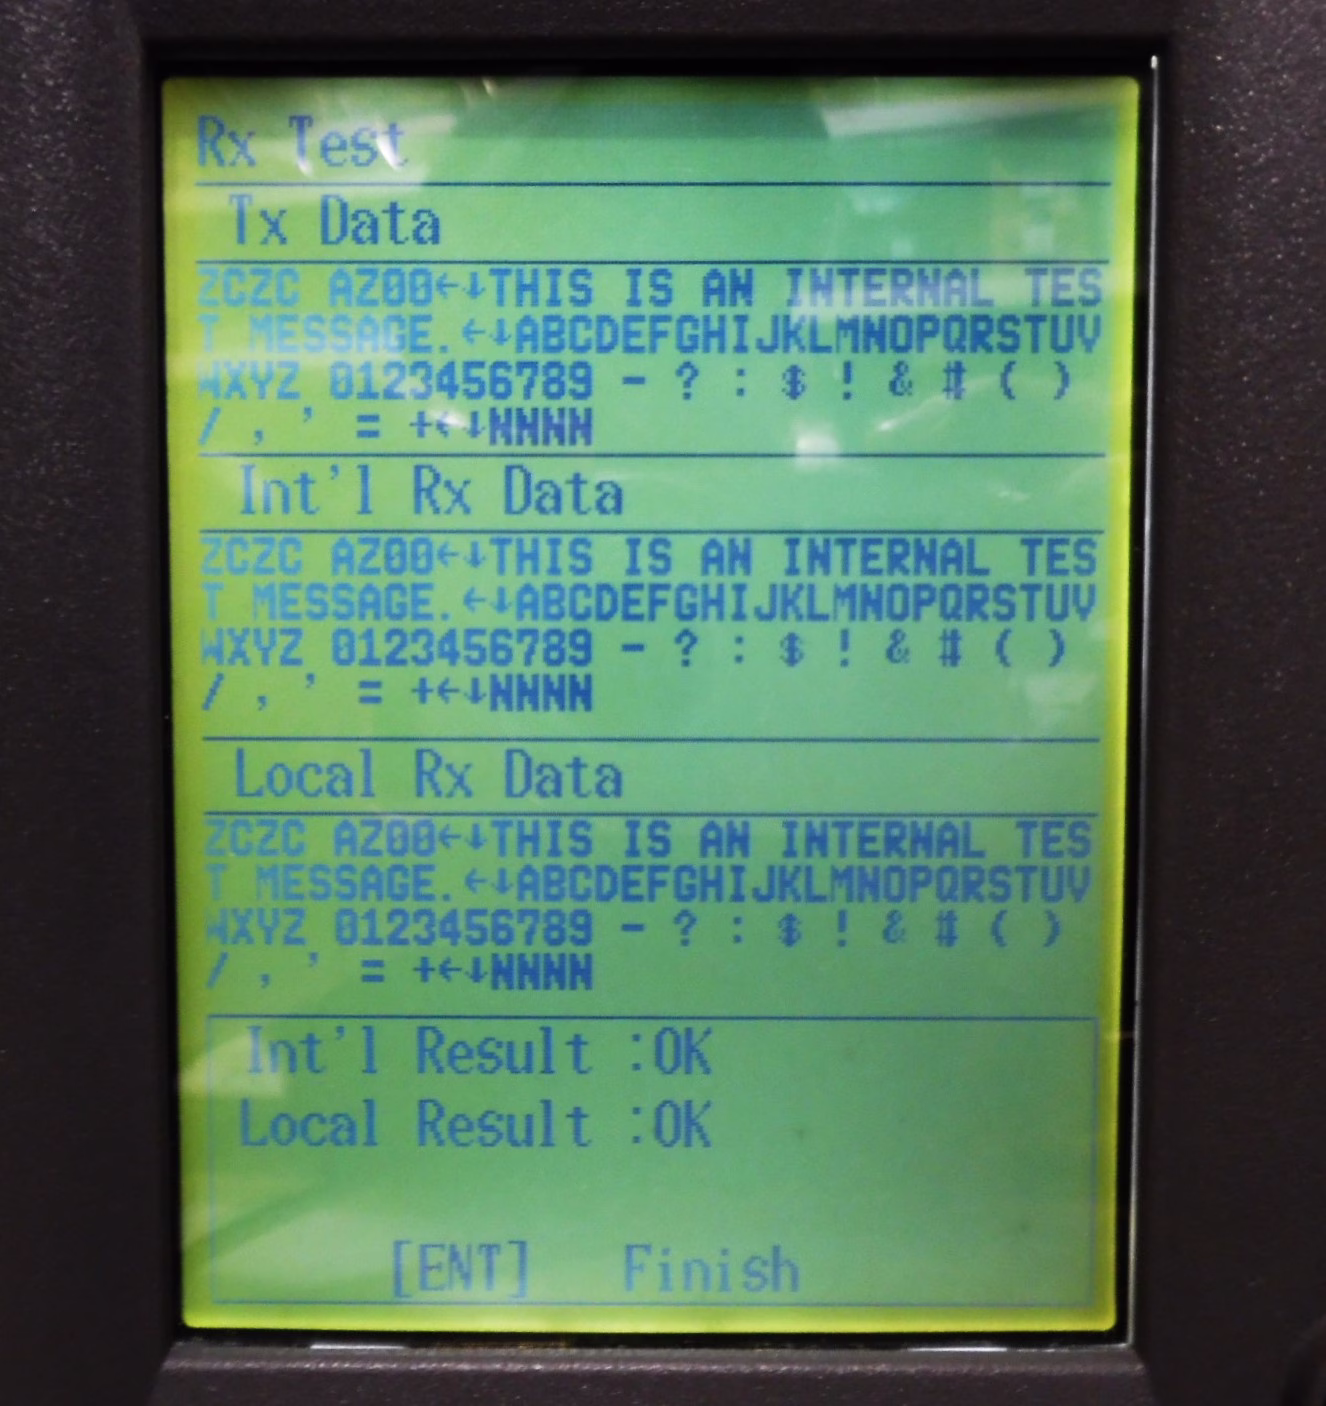 Rx Test
Tx Data
ZCZC AZ00←↓THIS IS AN INTERNAL TES
T MESSAGE.←↓ABCDEFGHIJKLMNOPQRSTUV
WXYZ 0123456789 - ? : $ ! & # ( )
/ , ' = +←↓NNNN
Int'l Rx Data
ZCZC AZ00←↓THIS IS AN INTERNAL TES
T MESSAGE.←↓ABCDEFGHIJKLMNOPQRSTUV
WXYZ 0123456789 - ? : $ ! & # ( )
/ , ' = +←↓NNNN
Local Rx Data
ZCZC AZ00←↓THIS IS AN INTERNAL TES
T MESSAGE.←↓ABCDEFGHIJKLMNOPQRSTUV
WXYZ 0123456789 - ? : $ ! & # ( )
/ , ' = +←↓NNNN
Int'l Result :OK
Local Result :OK
[ENT] Finish